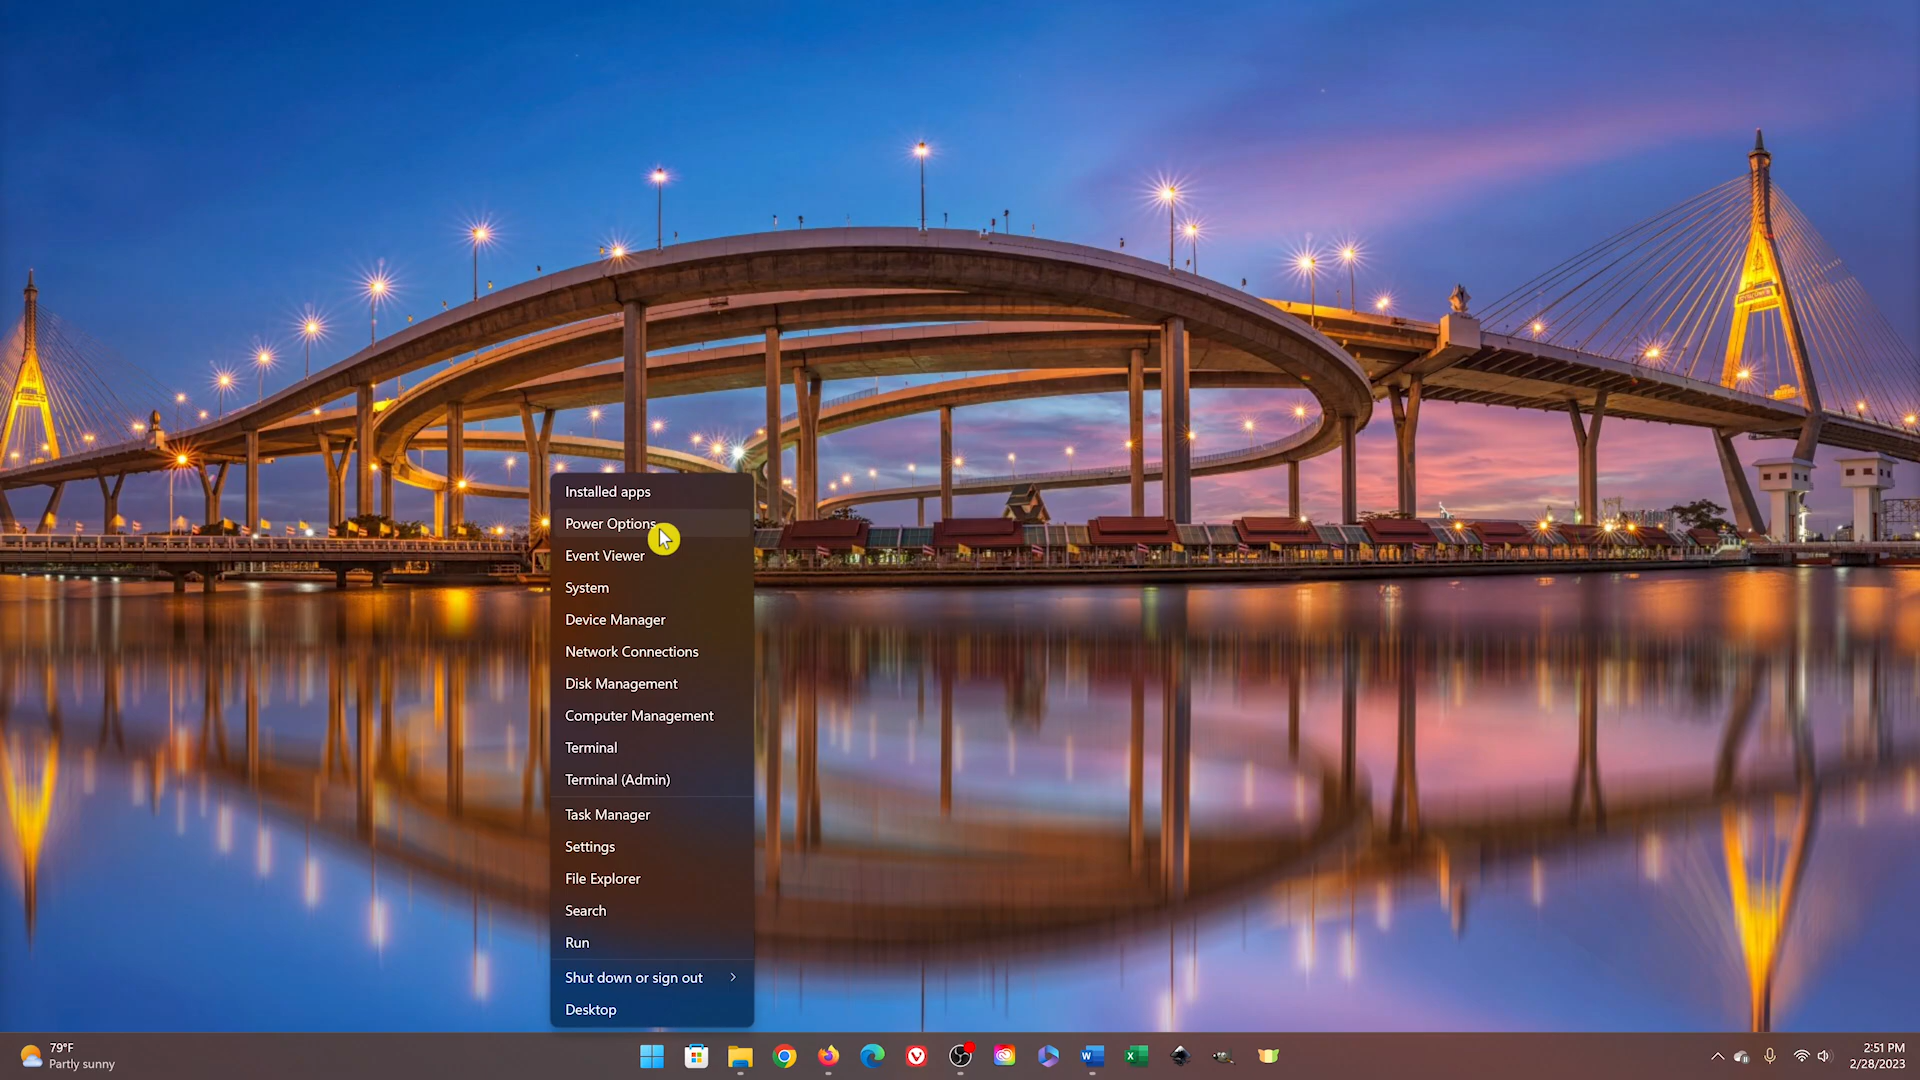 Installed apps
Power Options
Event Viewer
System
Device Manager
Network Connections
Disk Management
Computer Management
Terminal
Terminal (Admin)
Task Manager
Settings
File Explorer
Search
Run
Shut down or sign out
Desktop
79°F
Partly sunny
2:51 PM
2/28/2023